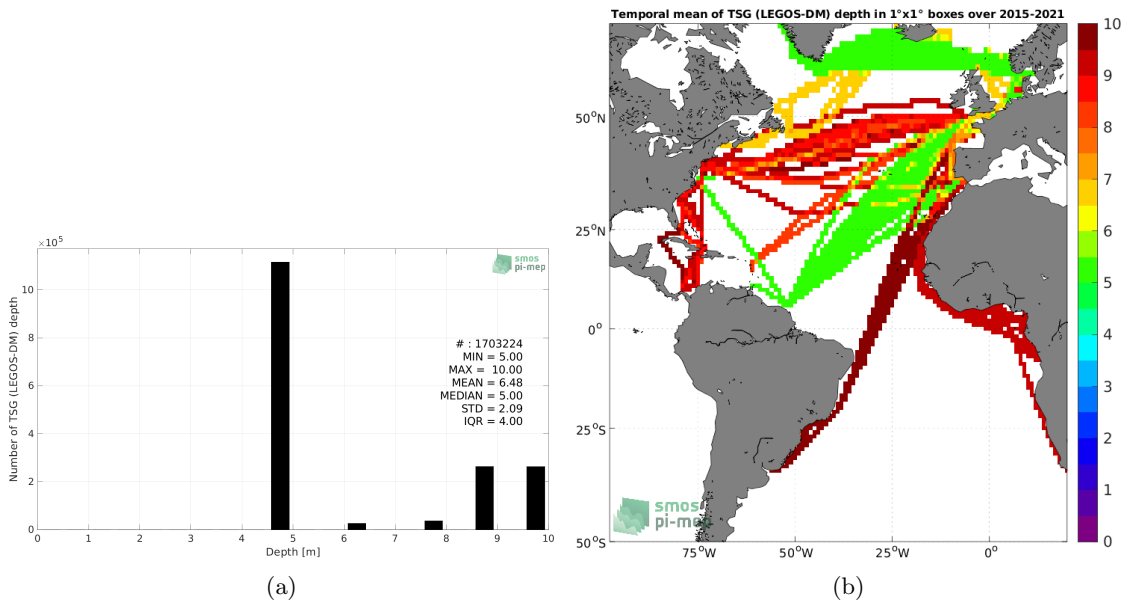 ×10⁵
10
8
6
4
2
0
Number of TSG (LEGOS-DM) depth
smos
pi-mep
# : 1703224
MIN = 5.00
MAX = 10.00
MEAN = 6.48
MEDIAN = 5.00
STD = 2.09
IQR = 4.00
0 1 2 3 4 5 6 7 8 9 10
Depth [m]
(a)
Temporal mean of TSG (LEGOS-DM) depth in 1°x1° boxes over 2015-2021
50°N
25°N
0°
25°S
50°S
75°W 50°W 25°W 0°
smos
pi-mep
10
9
8
7
6
5
4
3
2
1
0
(b)